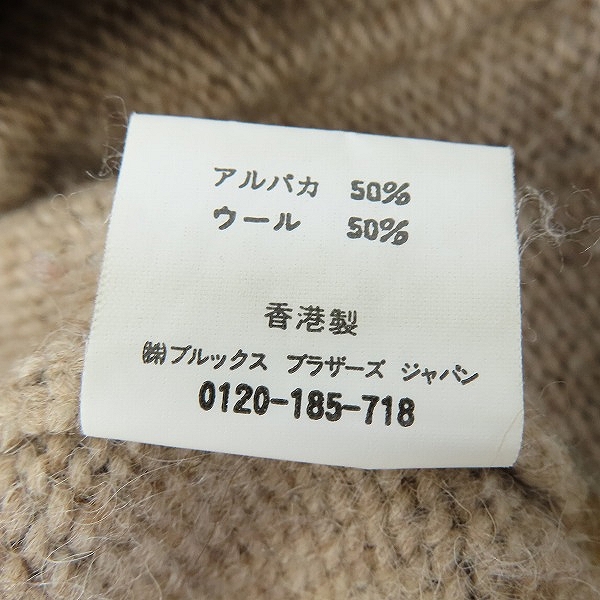 アルパカ 50%
ウール 50%
香港製
㈱ブルックス ブラザーズ ジャパン
0120-185-718